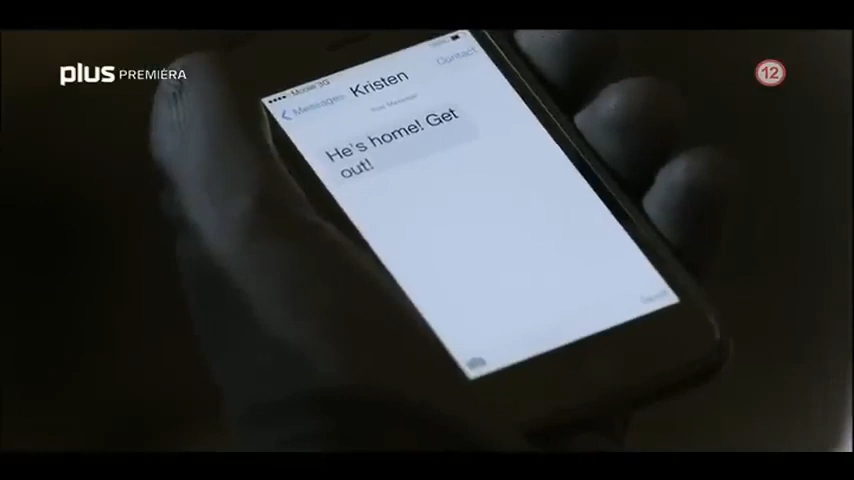 plus PREMIÉRA
12
Messages
Kristen
Contact
He's home! Get
out!